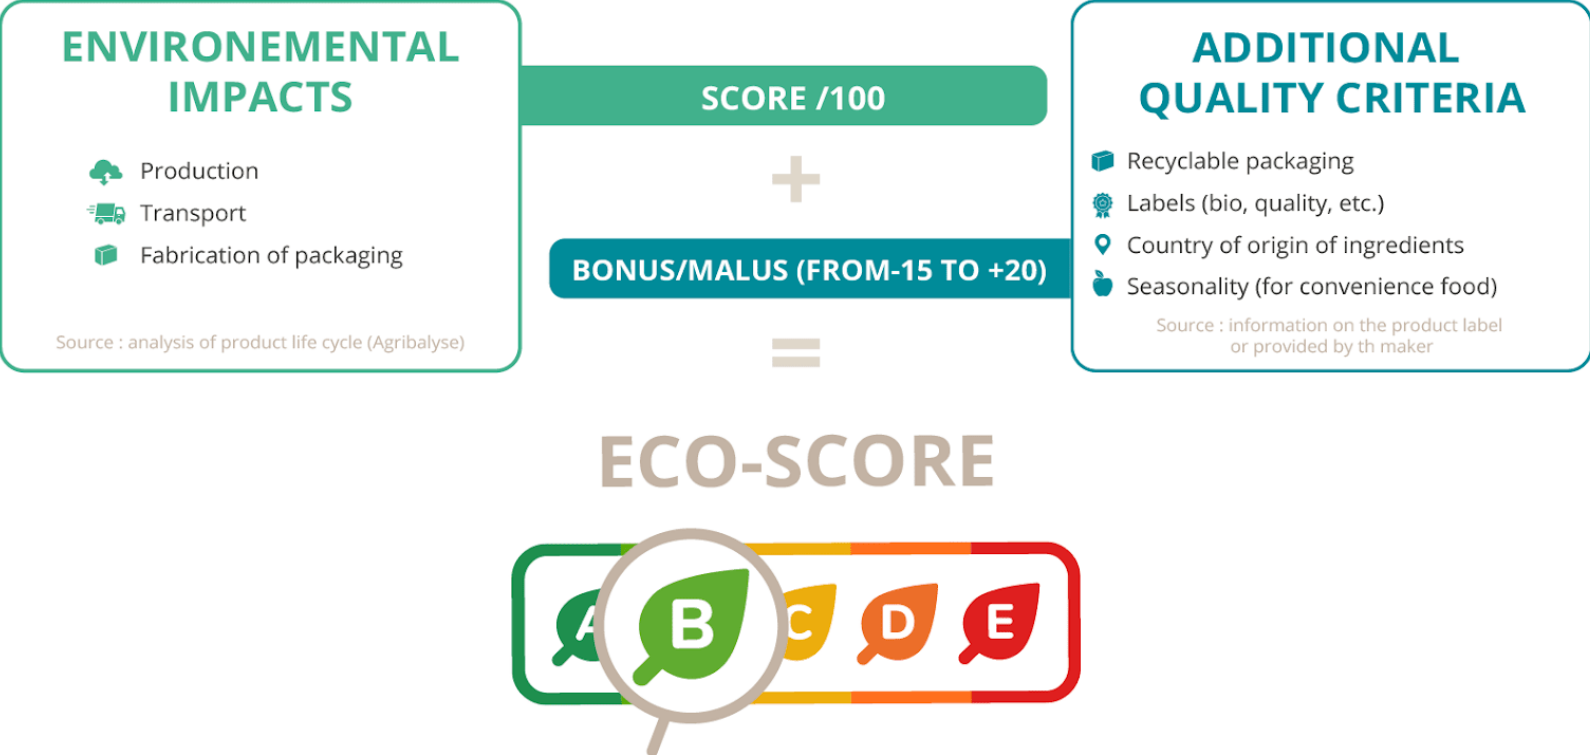 ENVIRONEMENTAL
IMPACTS
Production
Transport
Fabrication of packaging
Source : analysis of product life cycle (Agribalyse)
SCORE /100
+
BONUS/MALUS (FROM-15 TO +20)
=
ADDITIONAL
QUALITY CRITERIA
Recyclable packaging
Labels (bio, quality, etc.)
Country of origin of ingredients
Seasonality (for convenience food)
Source : information on the product label
or provided by th maker
ECO-SCORE
A B C D E